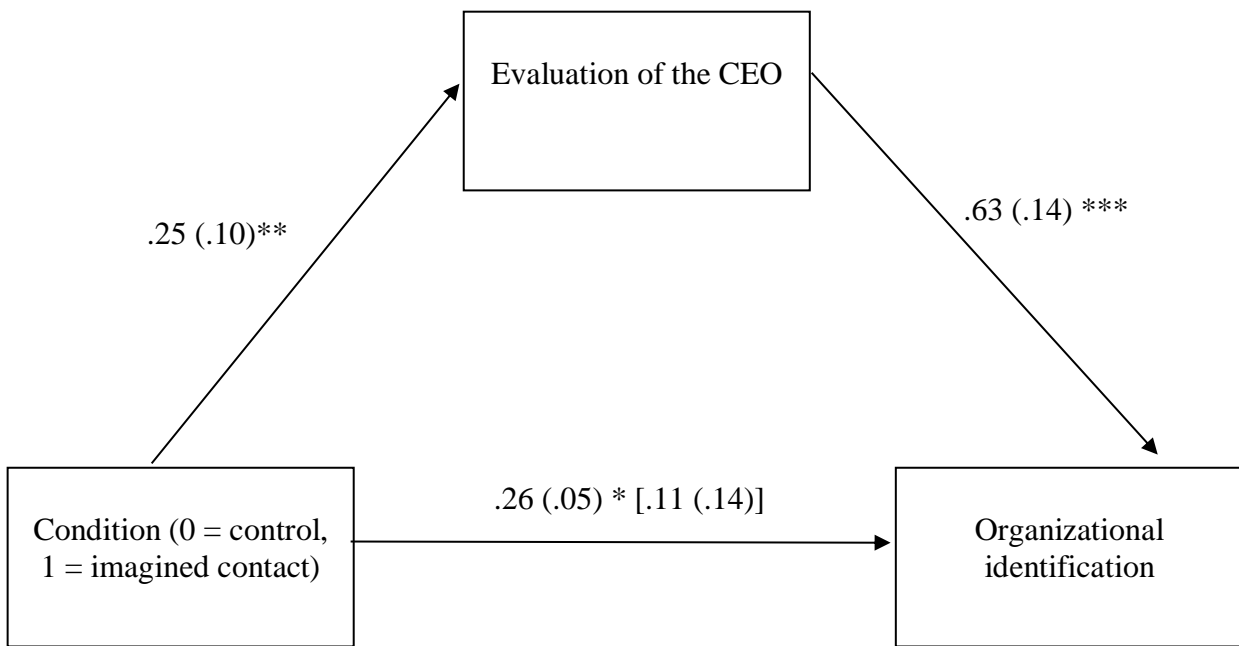 Evaluation of the CEO
.25 (.10)**
.63 (.14) ***
.26 (.05) * [.11 (.14)]
Condition (0 = control,
1 = imagined contact)
Organizational
identification